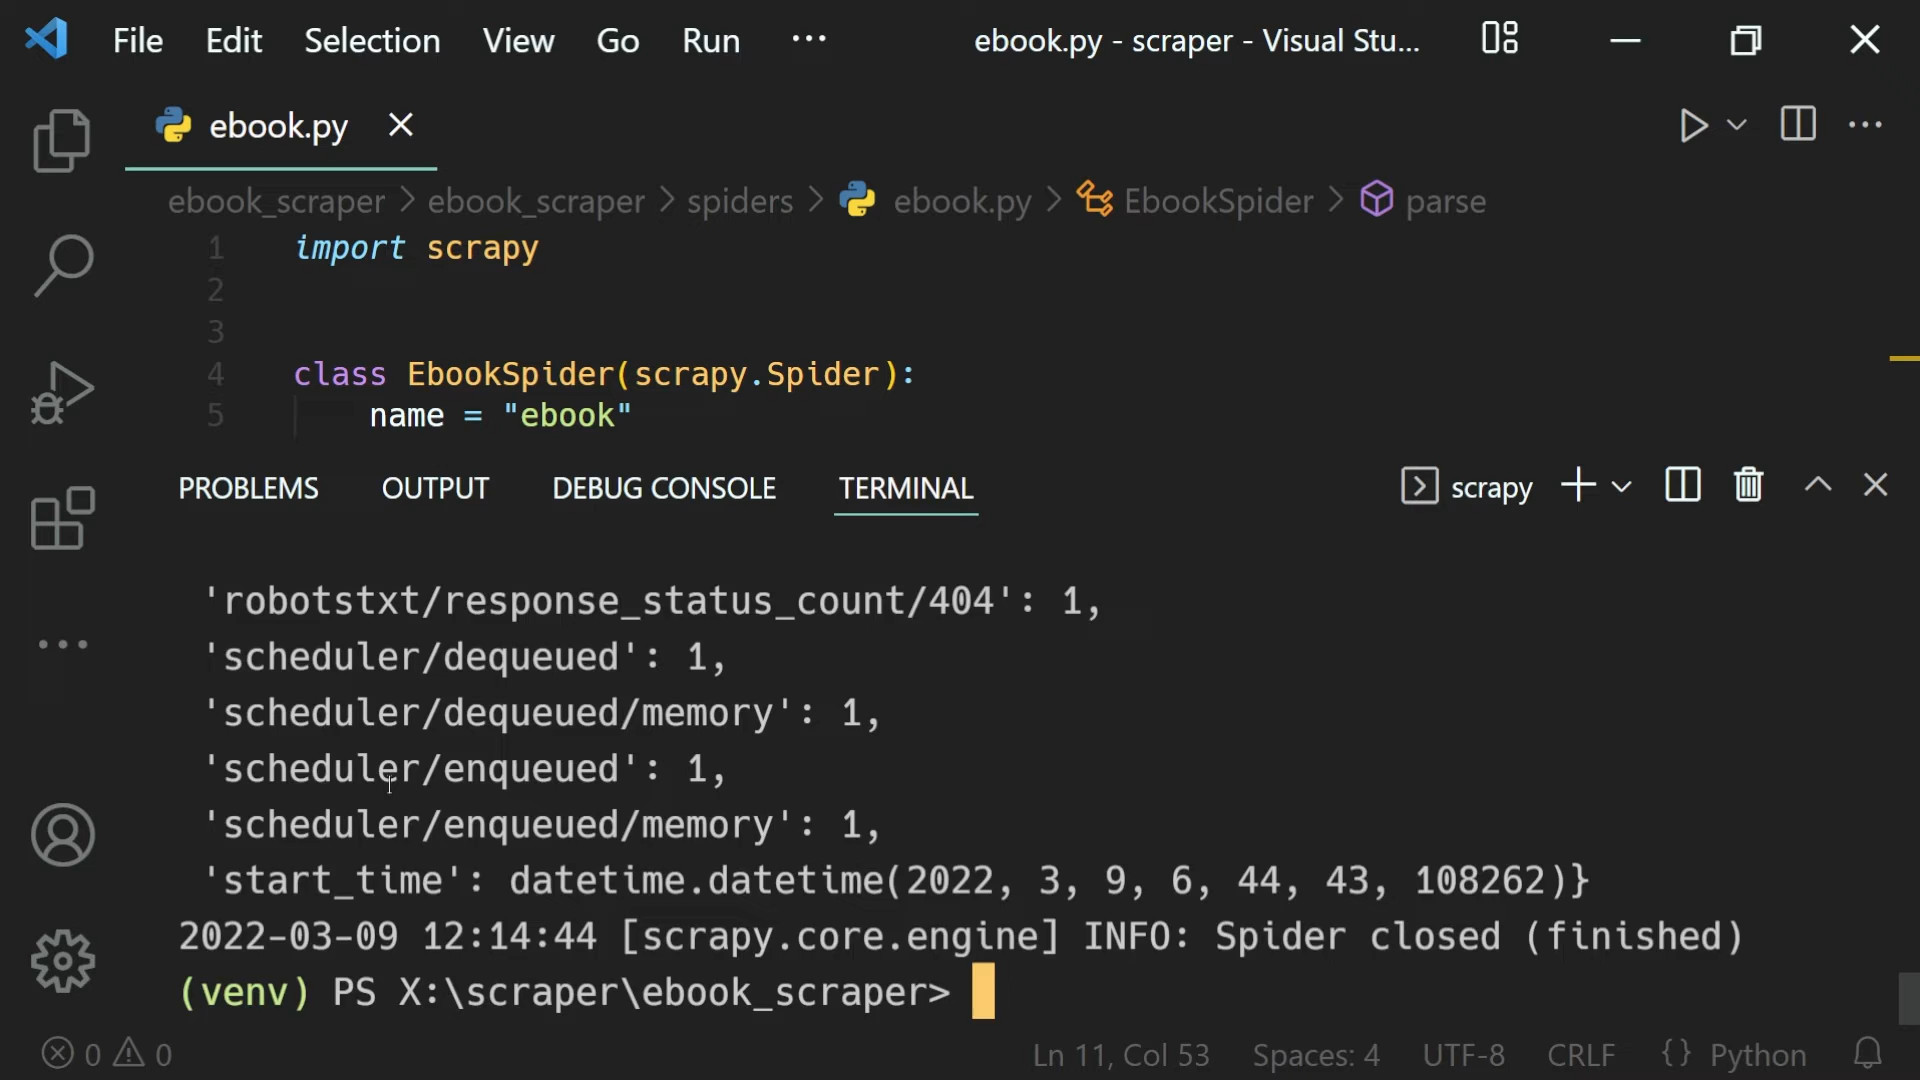 File Edit Selection View Go Run ··· ebook.py - scraper - Visual Stu...
ebook.py
ebook_scraper > ebook_scraper > spiders > ebook.py > EbookSpider > parse
1 import scrapy
2
3
4 class EbookSpider(scrapy.Spider):
5 name = "ebook"
PROBLEMS OUTPUT DEBUG CONSOLE TERMINAL scrapy
'robotstxt/response_status_count/404': 1,
'scheduler/dequeued': 1,
'scheduler/dequeued/memory': 1,
'scheduler/enqueued': 1,
'scheduler/enqueued/memory': 1,
'start_time': datetime.datetime(2022, 3, 9, 6, 44, 43, 108262)}
2022-03-09 12:14:44 [scrapy.core.engine] INFO: Spider closed (finished)
(venv) PS X:\scraper\ebook_scraper>
0 0 Ln 11, Col 53 Spaces: 4 UTF-8 CRLF {} Python